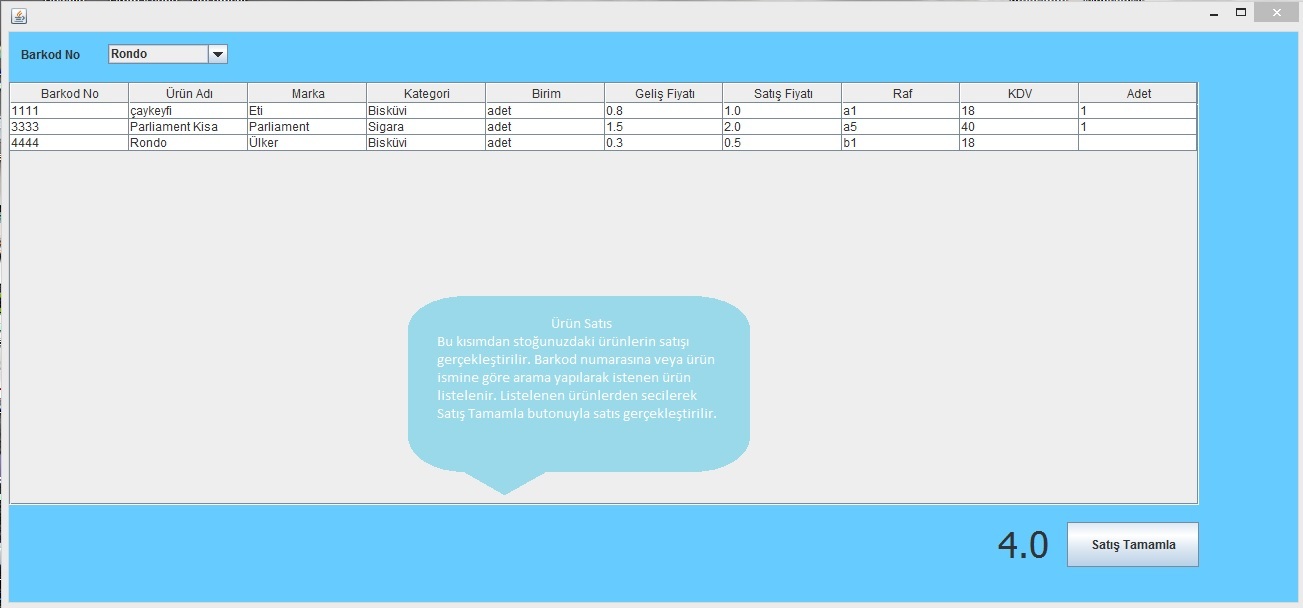 Barkod No Rondo
Barkod No Ürün Adı Marka Kategori Birim Geliş Fiyatı Satış Fiyatı Raf KDV Adet
1111 çaykeyfi Eti Bisküvi adet 0.8 1.0 a1 18 1
3333 Parliament Kisa Parliament Sigara adet 1.5 2.0 a5 40 1
4444 Rondo Ülker Bisküvi adet 0.3 0.5 b1 18
Ürün Satıs
Bu kısımdan stoğunuzdaki ürünlerin satışı
gerçekleştirilir. Barkod numarasına veya ürün
ismine göre arama yapılarak istenen ürün
listelenir. Listelenen ürünlerden secilerek
Satış Tamamla butonuyla satıs gerçekleştirilir.
4.0 Satış Tamamla